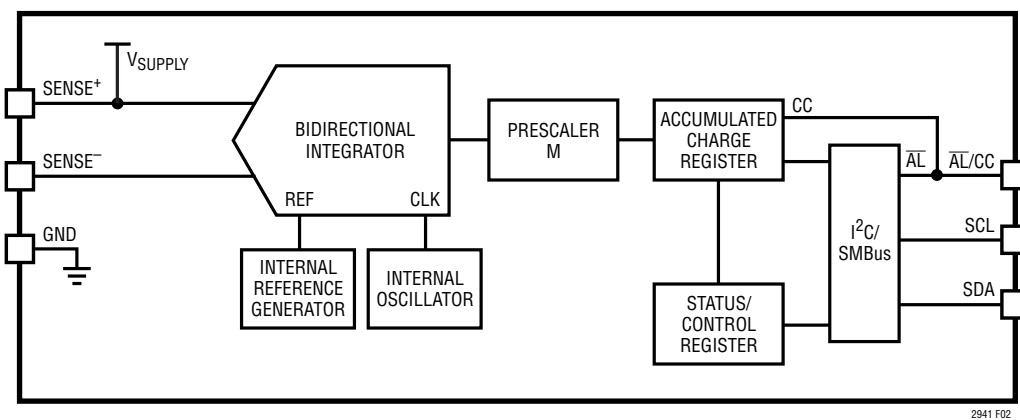 VSUPPLY
SENSE+
SENSE−
GND
BIDIRECTIONAL
INTEGRATOR
REF
CLK
INTERNAL
REFERENCE
GENERATOR
INTERNAL
OSCILLATOR
PRESCALER
M
ACCUMULATED
CHARGE
REGISTER
CC
STATUS/
CONTROL
REGISTER
I2C/
SMBus
AL
AL/CC
SCL
SDA
2941 F02